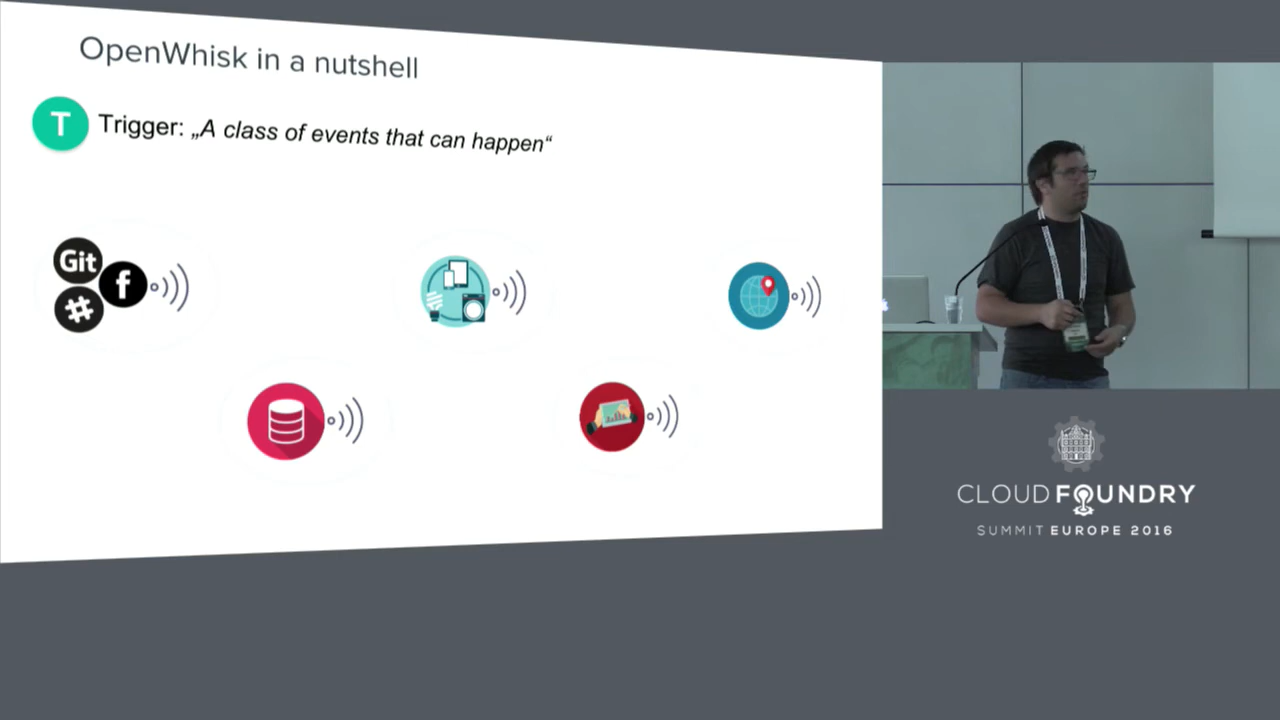 OpenWhisk in a nutshell
T
Trigger: „A class of events that can happen“
Git
f
#
CLOUD FOUNDRY
SUMMIT EUROPE 2016